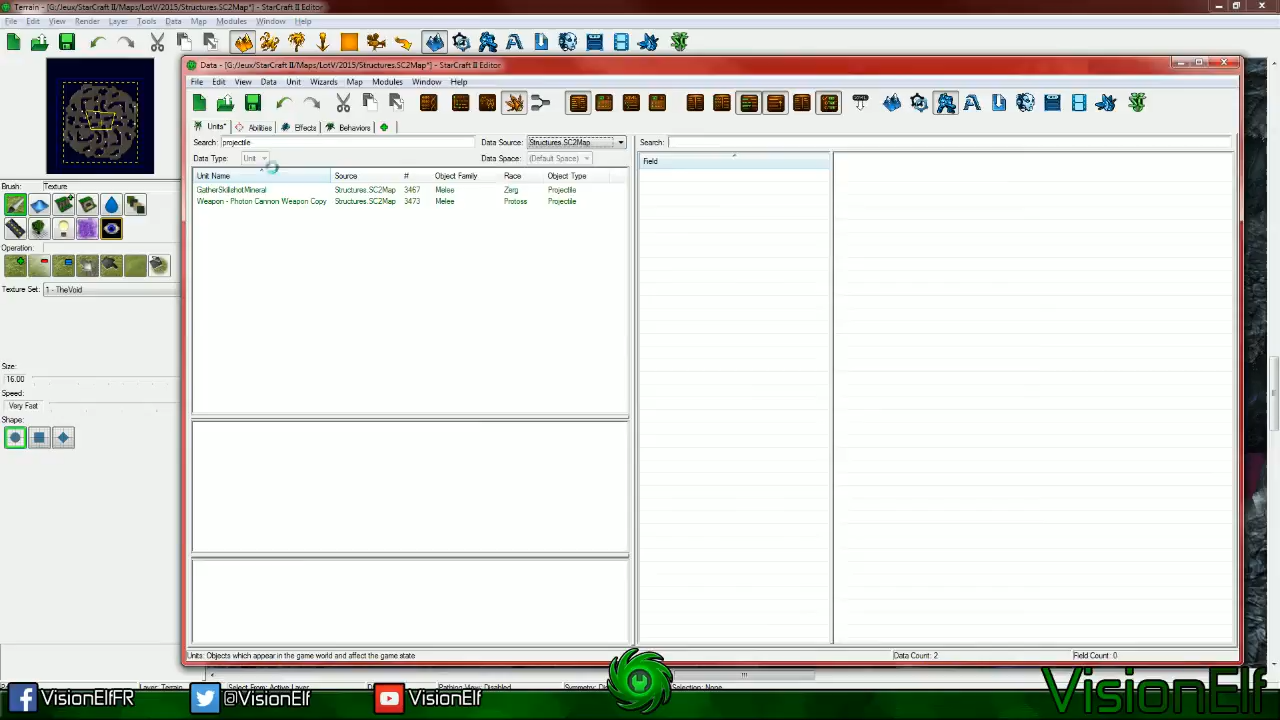 Terrain - [G:/Jeux/StarCraft II/Maps/LotV/2015/Structures.SC2Map*] - StarCraft II Editor
File Edit View Render Layer Tools Data Map Modules Window Help
Data - [G:/Jeux/StarCraft II/Maps/LotV/2015/Structures.SC2Map*] - StarCraft II Editor
File Edit View Data Unit Wizards Map Modules Window Help
Units* Abilities Effects Behaviors
Search: projectile Data Source: Structures.SC2Map Search:
Data Type: Unit Data Space: (Default Space)
Field
Unit Name Source # Object Family Race Object Type
GatherSkillshotMineral Structures.SC2Map 3467 Melee Zerg Projectile
Weapon - Photon Cannon Weapon Copy Structures.SC2Map 3473 Melee Protoss Projectile
Brush: Texture
Operation:
Texture Set: 1 - TheVoid
Size:
16.00
Speed:
Very Fast
Shape:
Units: Objects which appear in the game world and affect the game state Data Count: 2 Field Count: 0
VisionElfFR @VisionElf VisionElf VisionElf